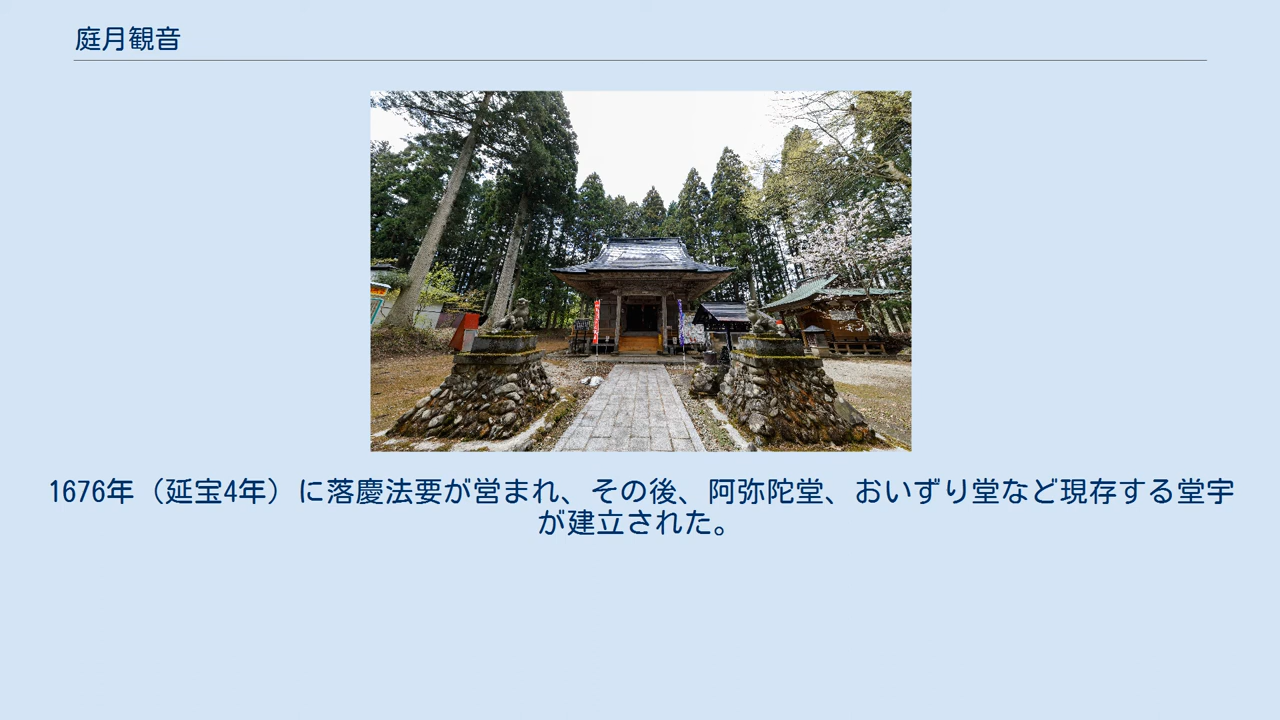 庭月観音
1676年（延宝4年）に落慶法要が営まれ、その後、阿弥陀堂、おいずり堂など現存する堂宇
が建立された。